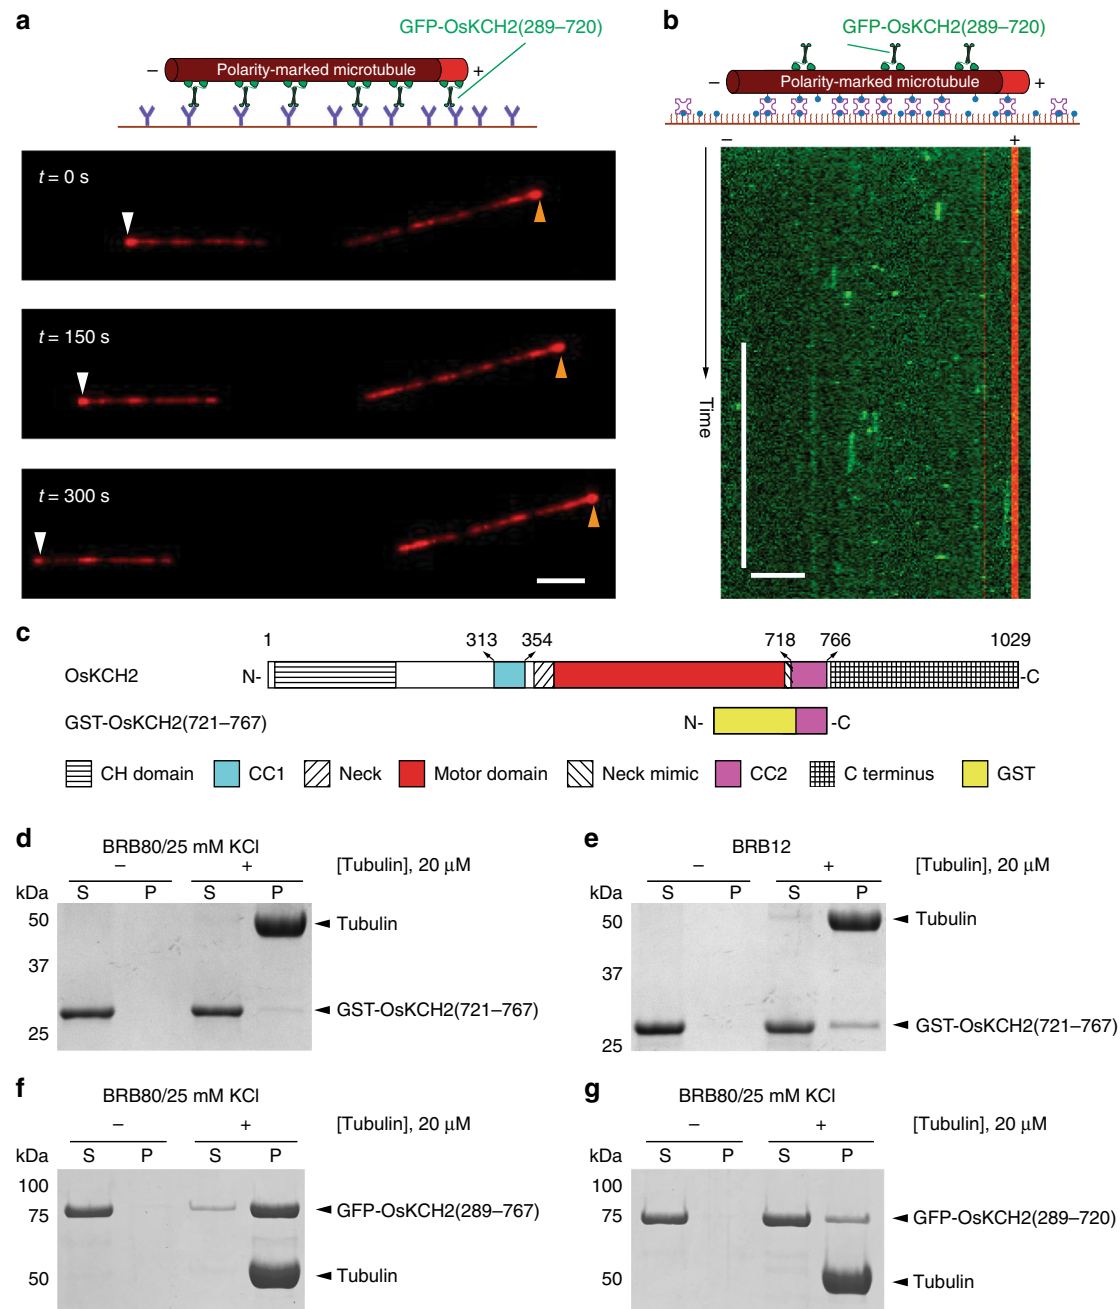 a
GFP-OsKCH2(289–720)
– Polarity-marked microtubule +
t = 0 s
t = 150 s
t = 300 s
b
GFP-OsKCH2(289–720)
– Polarity-marked microtubule +
– +
Time
c
1 313 354 718 766 1029
OsKCH2 N- -C
GST-OsKCH2(721–767) N- -C
CH domain CC1 Neck Motor domain Neck mimic CC2 C terminus GST
d
BRB80/25 mM KCl
– + [Tubulin], 20 μM
kDa S P S P
50 Tubulin
37
GST-OsKCH2(721–767)
25
e
BRB12
– + [Tubulin], 20 μM
kDa S P S P
50 Tubulin
37
GST-OsKCH2(721–767)
25
f
BRB80/25 mM KCl
– + [Tubulin], 20 μM
kDa S P S P
100
75 GFP-OsKCH2(289–767)
50 Tubulin
g
BRB80/25 mM KCl
– + [Tubulin], 20 μM
kDa S P S P
100
75 GFP-OsKCH2(289–720)
50 Tubulin